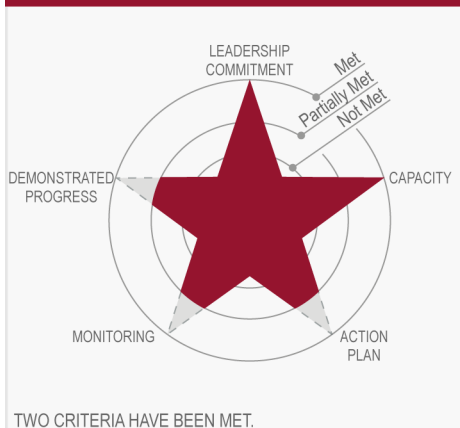 LEADERSHIP
COMMITMENT
Met
Partially Met
Not Met
DEMONSTRATED
PROGRESS
CAPACITY
MONITORING
ACTION
PLAN
TWO CRITERIA HAVE BEEN MET.